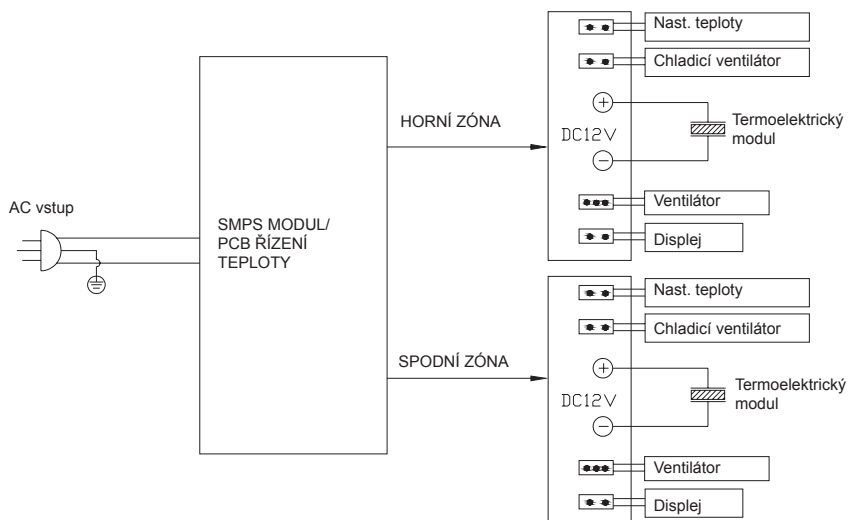 AC vstup
SMPS MODUL/
PCB ŘÍZENÍ
TEPLOTY
HORNÍ ZÓNA
Nast. teploty
Chladicí ventilátor
DC12V
Termoelektrický
modul
Ventilátor
Displej
SPODNÍ ZÓNA
Nast. teploty
Chladicí ventilátor
DC12V
Termoelektrický
modul
Ventilátor
Displej